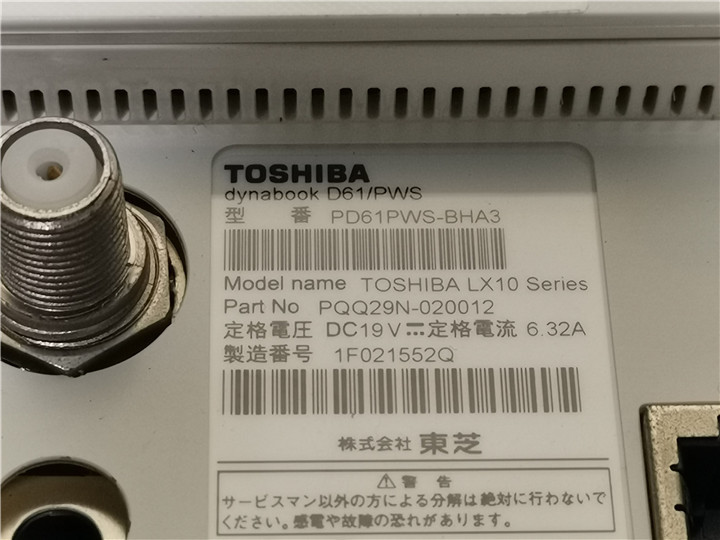 TOSHIBA
dynabook D61/PWS
型 番 PD61PWS-BHA3
Model name TOSHIBA LX10 Series
Part No PQQ29N-020012
定格電圧 DC19V⎓定格電流 6.32A
製造番号 1F021552Q
株式会社 東芝
⚠警 告
サービスマン以外の方による分解は絶対に行わないで
ください。感電や故障の恐れがあります。